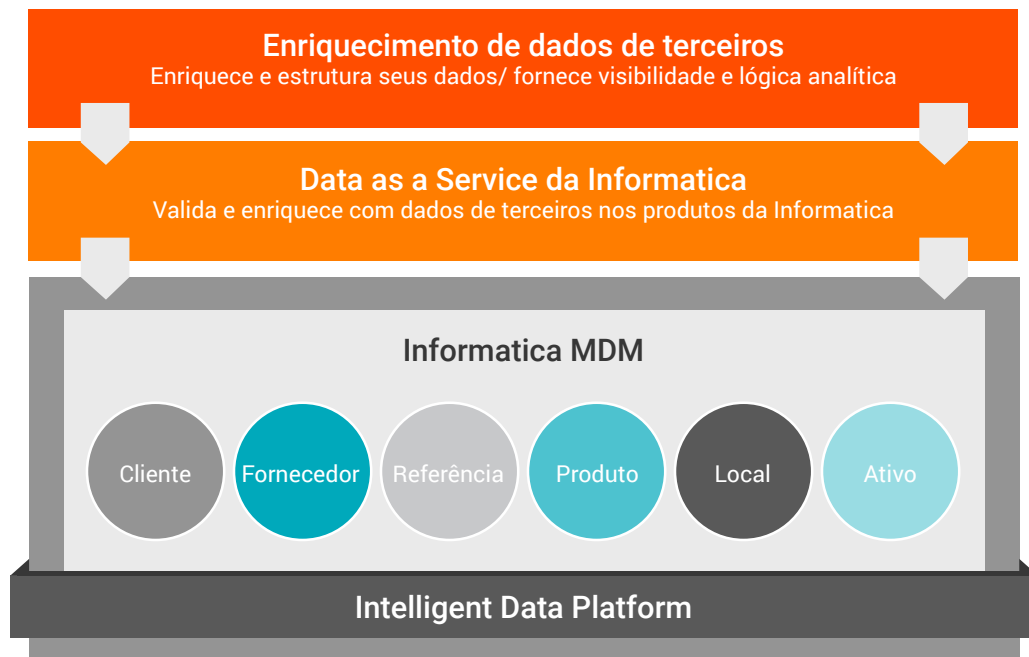 Enriquecimento de dados de terceiros
Enriquece e estrutura seus dados/ fornece visibilidade e lógica analítica
Data as a Service da Informatica
Valida e enriquece com dados de terceiros nos produtos da Informatica
Informatica MDM
Cliente
Fornecedor
Referência
Produto
Local
Ativo
Intelligent Data Platform